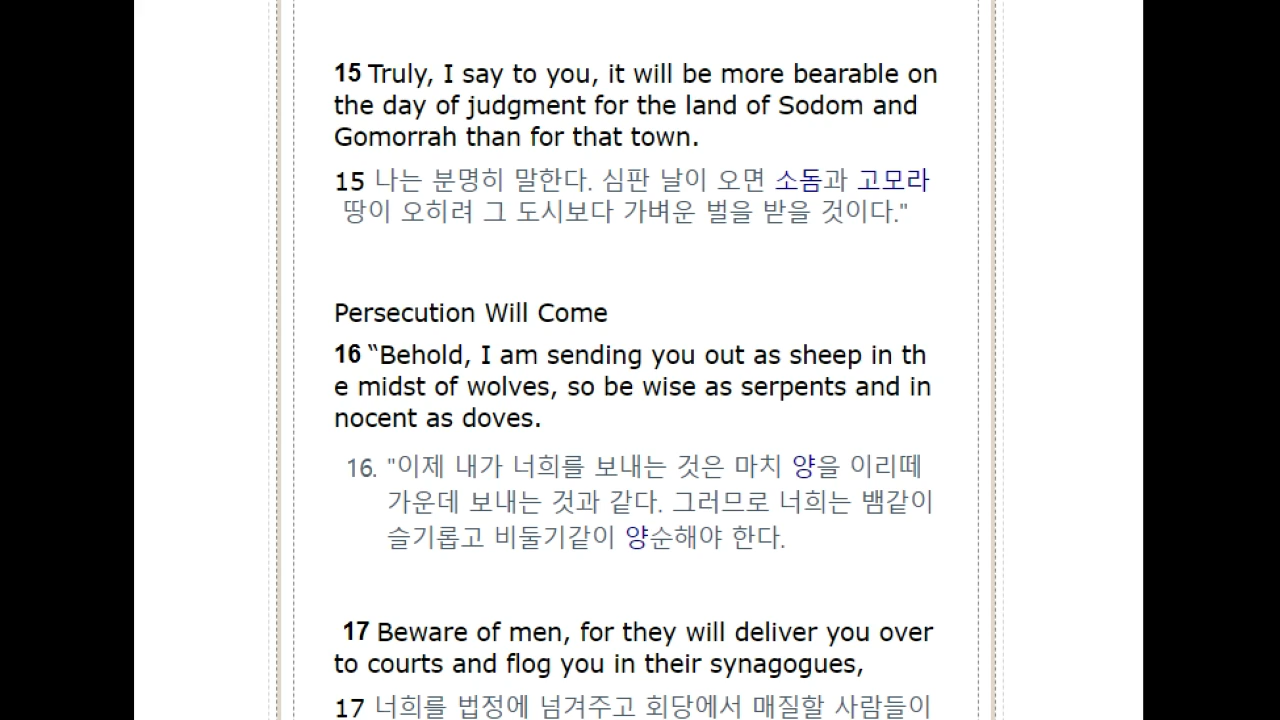 15 Truly, I say to you, it will be more bearable on
the day of judgment for the land of Sodom and
Gomorrah than for that town.
15 나는 분명히 말한다. 심판 날이 오면 소돔과 고모라
땅이 오히려 그 도시보다 가벼운 벌을 받을 것이다."
Persecution Will Come
16 “Behold, I am sending you out as sheep in th
e midst of wolves, so be wise as serpents and in
nocent as doves.
16. "이제 내가 너희를 보내는 것은 마치 양을 이리떼
가운데 보내는 것과 같다. 그러므로 너희는 뱀같이
슬기롭고 비둘기같이 양순해야 한다.
17 Beware of men, for they will deliver you over
to courts and flog you in their synagogues,
17 너희를 법정에 넘겨주고 회당에서 매질할 사람들이